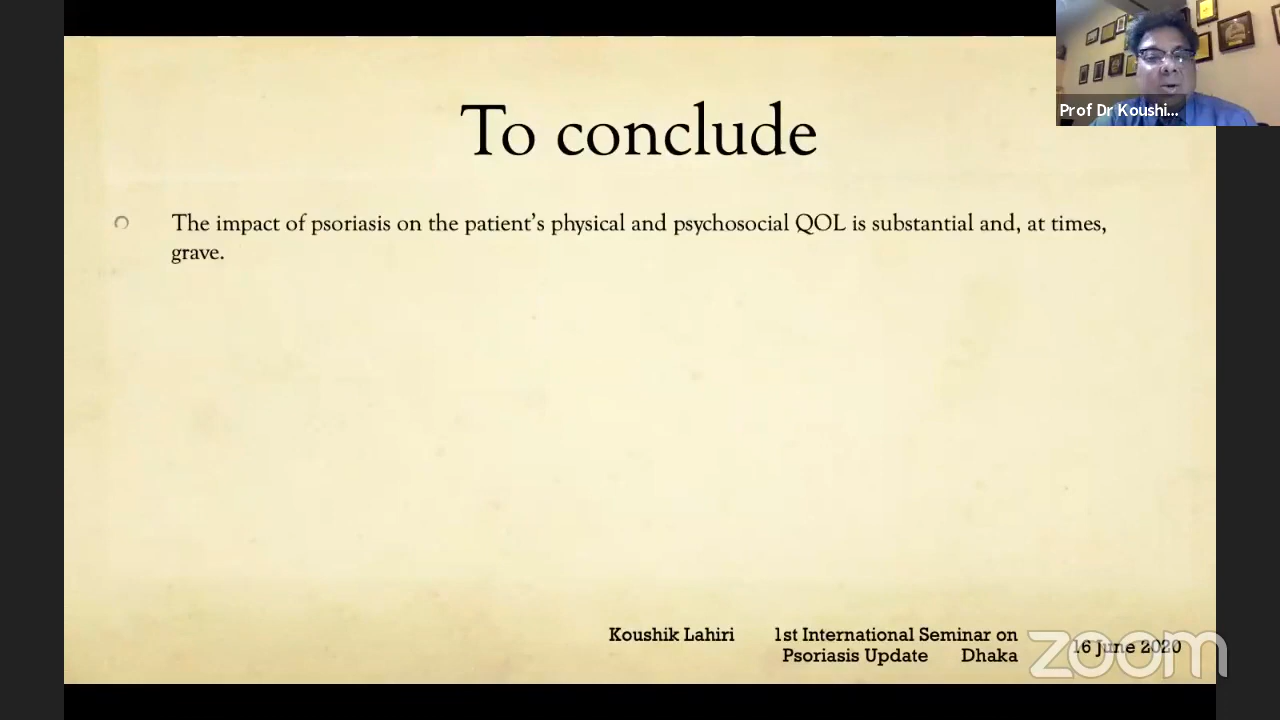 To conclude
The impact of psoriasis on the patient’s physical and psychosocial QOL is substantial and, at times,
grave.
Prof Dr Koushi...
Koushik Lahiri 1st International Seminar on
Psoriasis Update Dhaka
16 June 2020
zoom